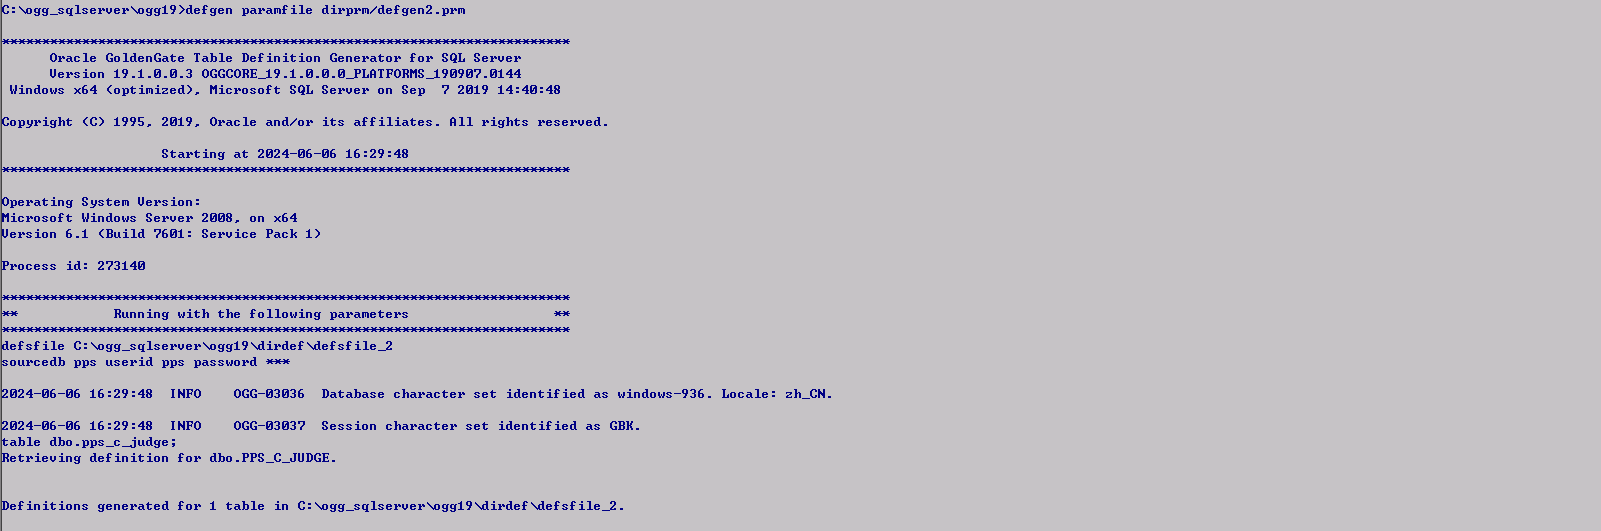 C:\ogg_sqlserver\ogg19>defgen paramfile dirprm/defgen2.prm
***********************************************************************
Oracle GoldenGate Table Definition Generator for SQL Server
Version 19.1.0.0.3 OGGCORE_19.1.0.0.0_PLATFORMS_190907.0144
Windows x64 (optimized), Microsoft SQL Server on Sep  7 2019 14:40:48
Copyright (C) 1995, 2019, Oracle and/or its affiliates. All rights reserved.
Starting at 2024-06-06 16:29:48
***********************************************************************
Operating System Version:
Microsoft Windows Server 2008, on x64
Version 6.1 (Build 7601: Service Pack 1)
Process id: 273140
***********************************************************************
**            Running with the following parameters                  **
***********************************************************************
defsfile C:\ogg_sqlserver\ogg19\dirdef\defsfile_2
sourcedb pps userid pps password ***
2024-06-06 16:29:48  INFO    OGG-03036  Database character set identified as windows-936. Locale: zh_CN.
2024-06-06 16:29:48  INFO    OGG-03037  Session character set identified as GBK.
table dbo.pps_c_judge;
Retrieving definition for dbo.PPS_C_JUDGE.
Definitions generated for 1 table in C:\ogg_sqlserver\ogg19\dirdef\defsfile_2.